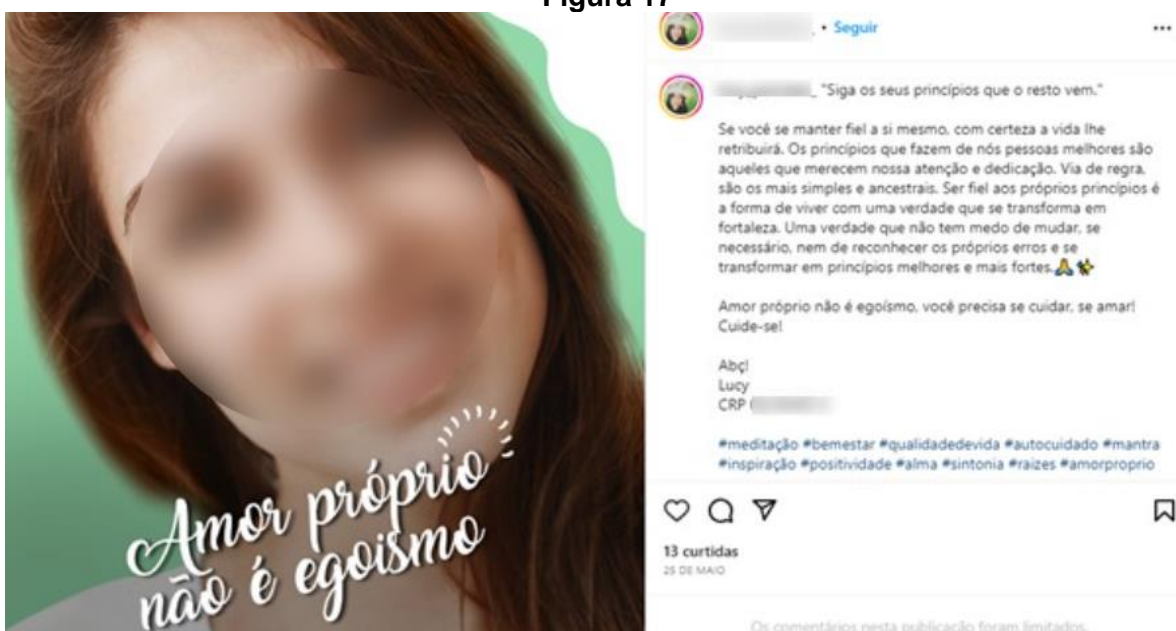 Figura 17
• Seguir
"Siga os seus princípios que o resto vem."
Se você se manter fiel a si mesmo, com certeza a vida lhe
retribuirá. Os princípios que fazem de nós pessoas melhores são
aqueles que merecem nossa atenção e dedicação. Via de regra,
são os mais simples e ancestrais. Ser fiel aos próprios princípios é
a forma de viver com uma verdade que se transforma em
fortaleza. Uma verdade que não tem medo de mudar, se
necessário, nem de reconhecer os próprios erros e se
transformar em princípios melhores e mais fortes.🙏✨
Amor próprio não é egoísmo, você precisa se cuidar, se amar!
Cuide-se!
Abç!
Lucy
CRP
#meditação #bemestar #qualidadedevida #autocuidado #mantra
#inspiração #positividade #alma #sintonia #raizes #amorproprio
13 curtidas
25 DE MAIO
Os comentários nesta publicação foram limitados.
Amor próprio
não é egoismo